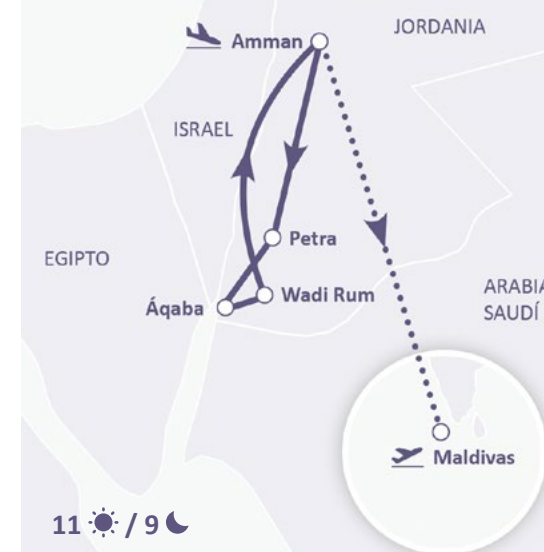 JORDANIA
Amman
ISRAEL
Petra
EGIPTO
Wadi Rum
ARABIA
SAUDÍ
Áqaba
Maldivas
11 / 9